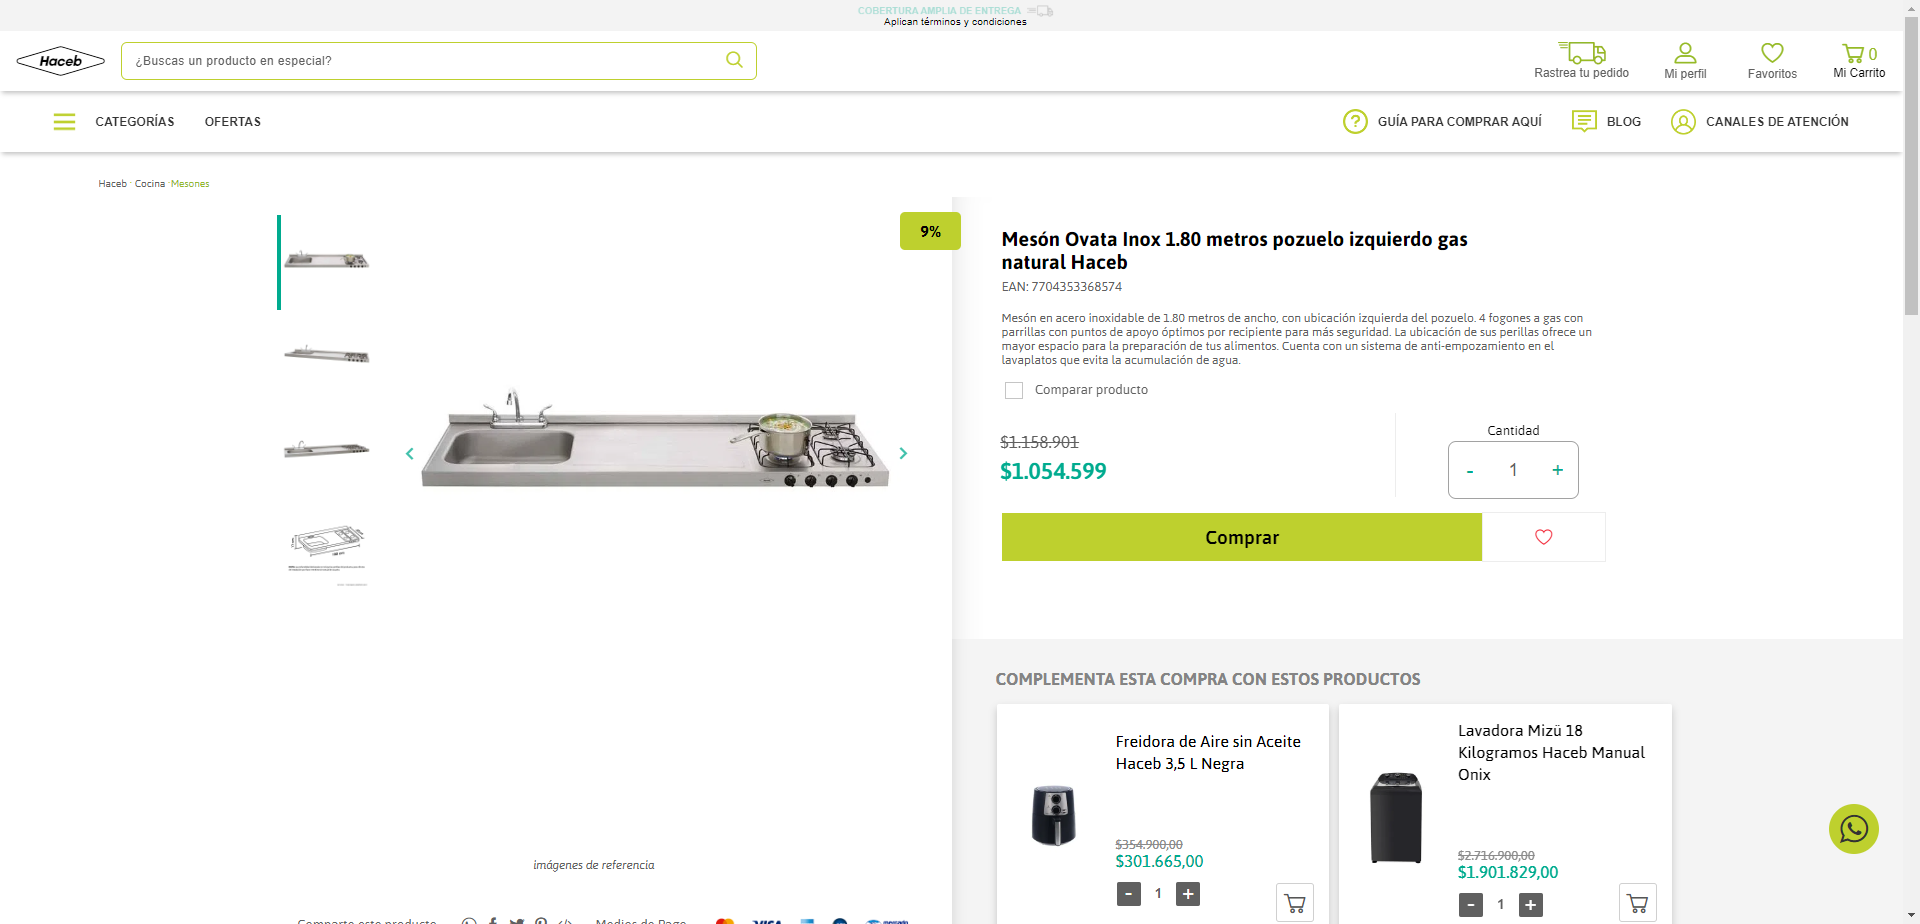 COBERTURA AMPLIA DE ENTREGA
Aplican términos y condiciones
Haceb
¿Buscas un producto en especial?
Rastrea tu pedido
Mi perfil
Favoritos
0
Mi Carrito
CATEGORÍAS
OFERTAS
GUÍA PARA COMPRAR AQUÍ
BLOG
CANALES DE ATENCIÓN
Haceb · Cocina · Mesones
9%
Mesón Ovata Inox 1.80 metros pozuelo izquierdo gas
natural Haceb
EAN: 7704353368574
Mesón en acero inoxidable de 1.80 metros de ancho, con ubicación izquierda del pozuelo. 4 fogones a gas con
parrillas con puntos de apoyo óptimos por recipiente para más seguridad. La ubicación de sus perillas ofrece un
mayor espacio para la preparación de tus alimentos. Cuenta con un sistema de anti-empozamiento en el
lavaplatos que evita la acumulación de agua.
Comparar producto
$1.158.901
$1.054.599
Cantidad
- 1 +
Comprar
imágenes de referencia
Comparte este producto
Medios de Pago
VISA
COMPLEMENTA ESTA COMPRA CON ESTOS PRODUCTOS
Freidora de Aire sin Aceite
Haceb 3,5 L Negra
$354.900,00
$301.665,00
- 1 +
Lavadora Mizü 18
Kilogramos Haceb Manual
Onix
$2.716.900,00
$1.901.829,00
- 1 +